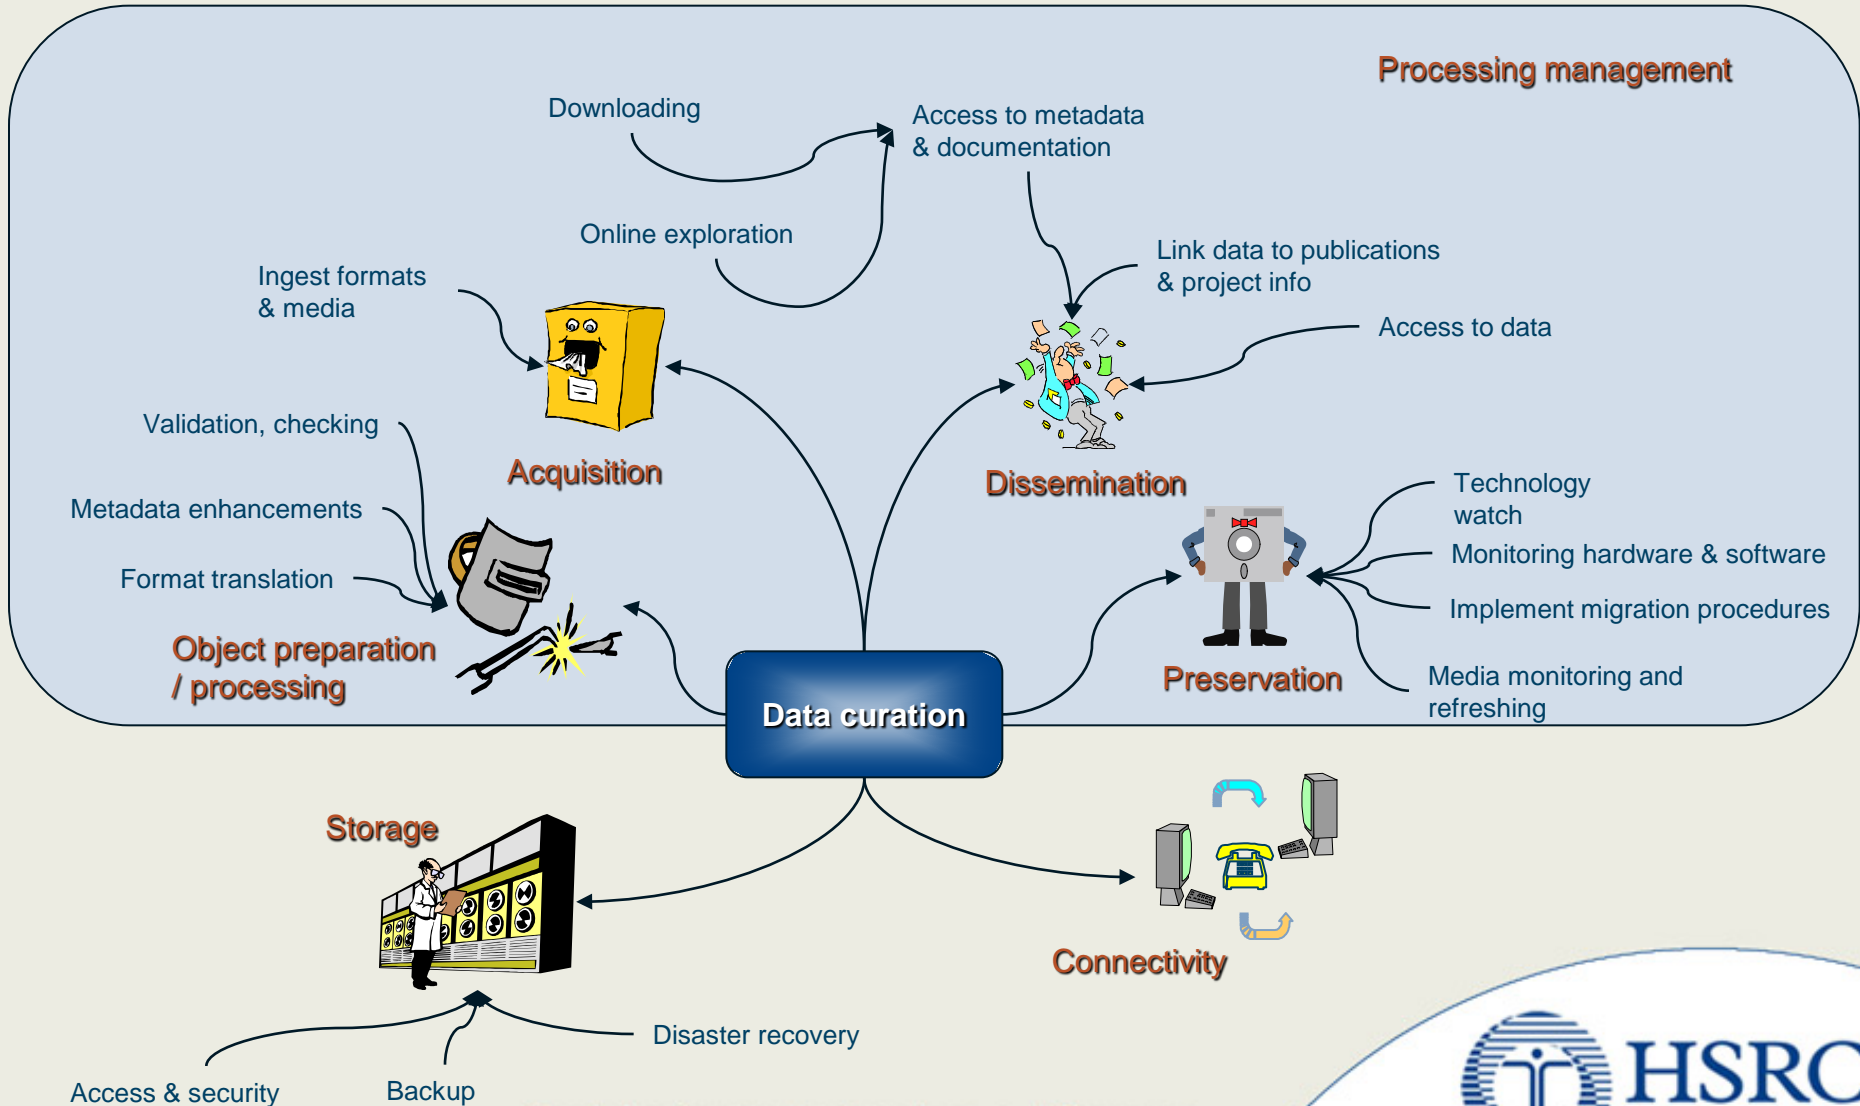 Processing management
Downloading
Access to metadata
& documentation
Online exploration
Link data to publications
& project info
Ingest formats
& media
Access to data
Validation, checking
Acquisition
Dissemination
Technology
watch
Metadata enhancements
Monitoring hardware & software
Format translation
Implement migration procedures
Object preparation
/ processing
Preservation
Media monitoring and
refreshing
Data curation
Storage
Connectivity
Disaster recovery
Access & security
Backup
HSRC